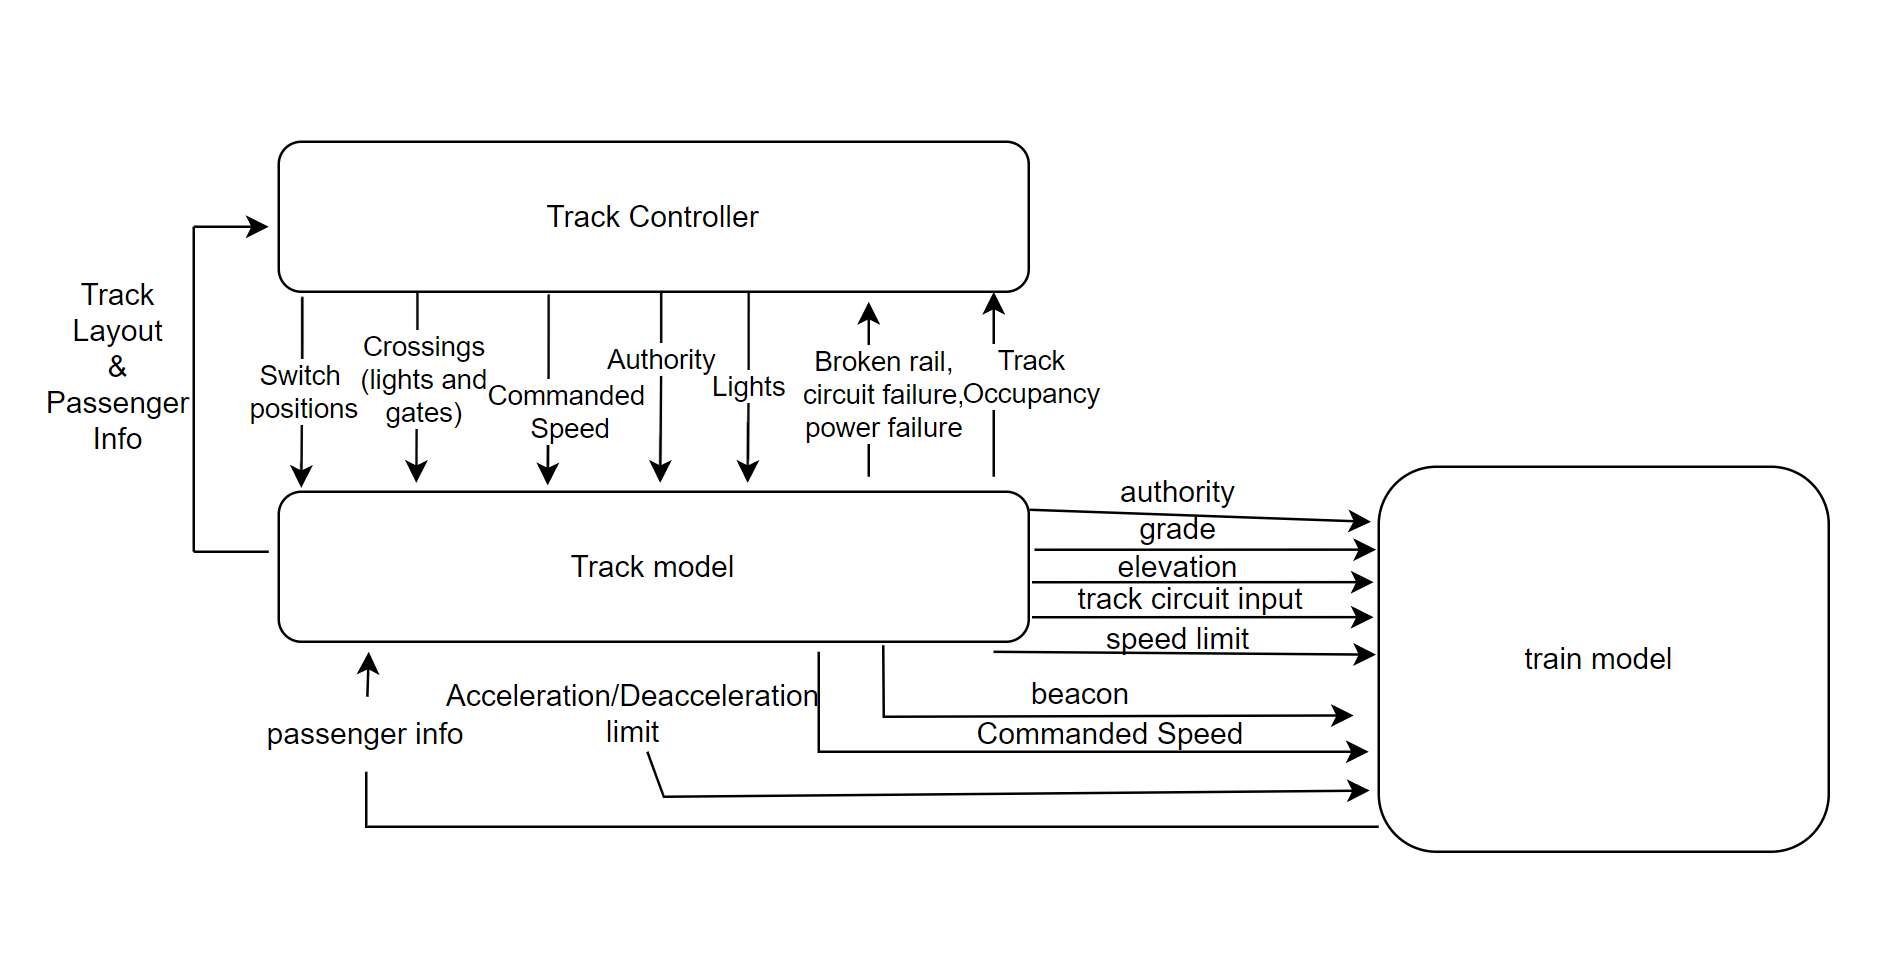 Track Controller
Track
Layout
&
Passenger
Info
Switch
positions
Crossings
(lights and
gates)
Commanded
Speed
Authority
Lights
Broken rail,
circuit failure,
power failure
Track
Occupancy
Track model
authority
grade
elevation
track circuit input
speed limit
train model
beacon
Commanded Speed
Acceleration/Deacceleration
limit
passenger info